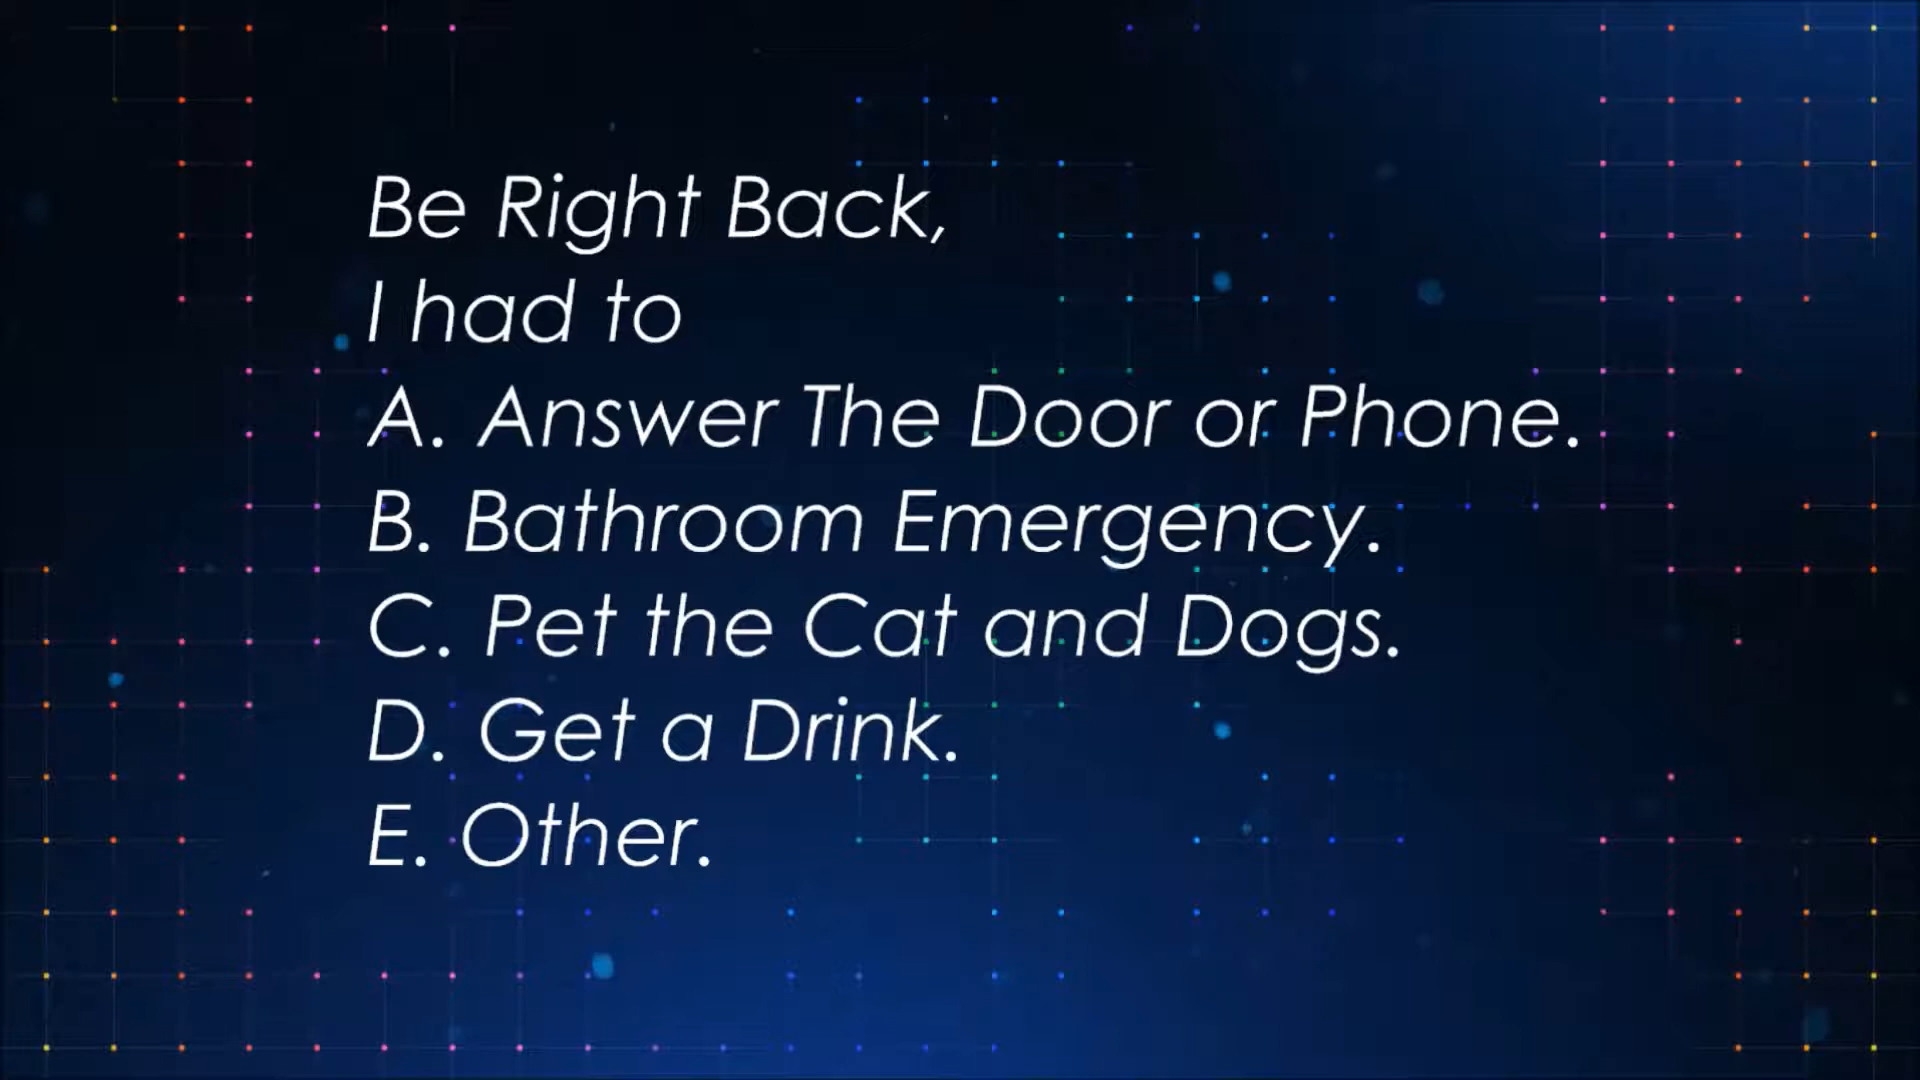 Be Right Back,
I had to
A. Answer The Door or Phone.
B. Bathroom Emergency.
C. Pet the Cat and Dogs.
D. Get a Drink.
E. Other.